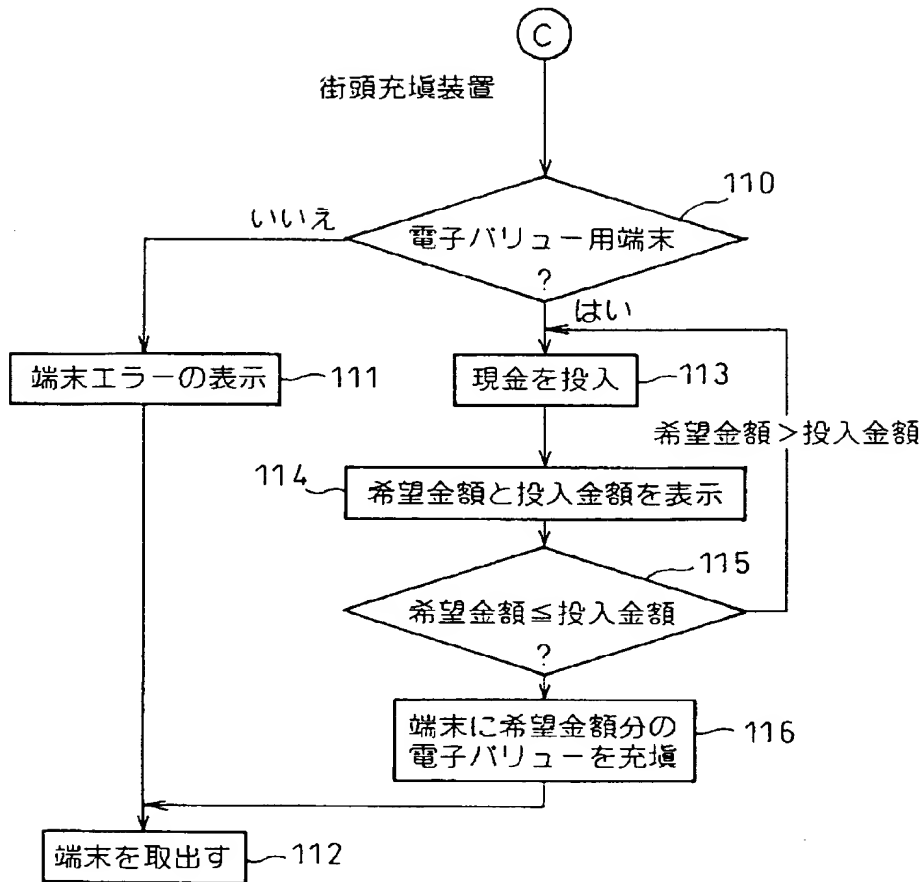 C
街頭充塡装置
110
いいえ
電子バリュー用端末
?
はい
端末エラーの表示
111
現金を投入
113
希望金額>投入金額
114
希望金額と投入金額を表示
115
希望金額≦投入金額
?
端末に希望金額分の
電子バリューを充塡
116
端末を取出す
112